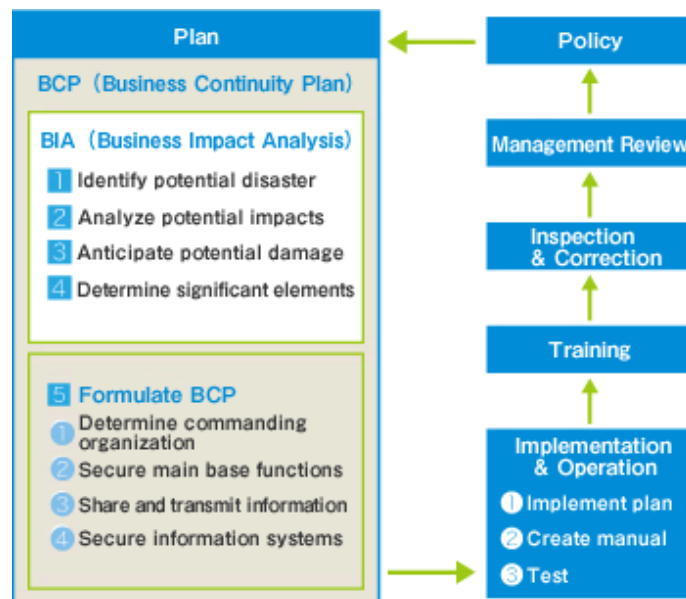 Plan
BCP (Business Continuity Plan)
BIA (Business Impact Analysis)
1 Identify potential disaster
2 Analyze potential impacts
3 Anticipate potential damage
4 Determine significant elements
5 Formulate BCP
1 Determine commanding
organization
2 Secure main base functions
3 Share and transmit information
4 Secure information systems
Policy
Management Review
Inspection
& Correction
Training
Implementation
& Operation
1 Implement plan
2 Create manual
3 Test